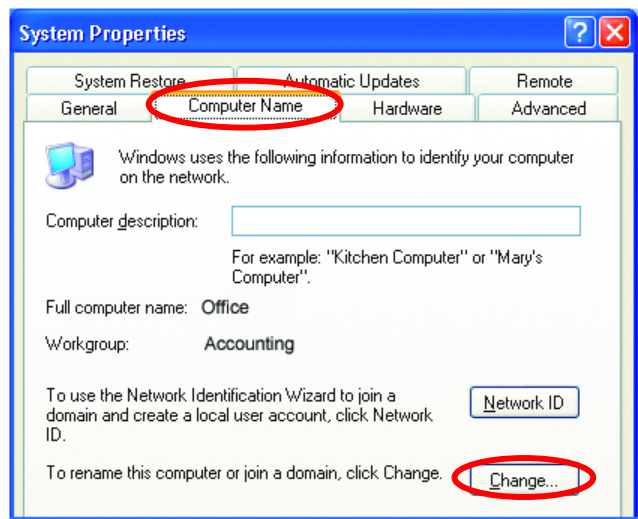 System Properties
System Restore Automatic Updates Remote
General Computer Name Hardware Advanced
Windows uses the following information to identify your computer
on the network.
Computer description:
For example: "Kitchen Computer" or "Mary's
Computer".
Full computer name: Office
Workgroup: Accounting
To use the Network Identification Wizard to join a
domain and create a local user account, click Network
ID.
Network ID
To rename this computer or join a domain, click Change.
Change...